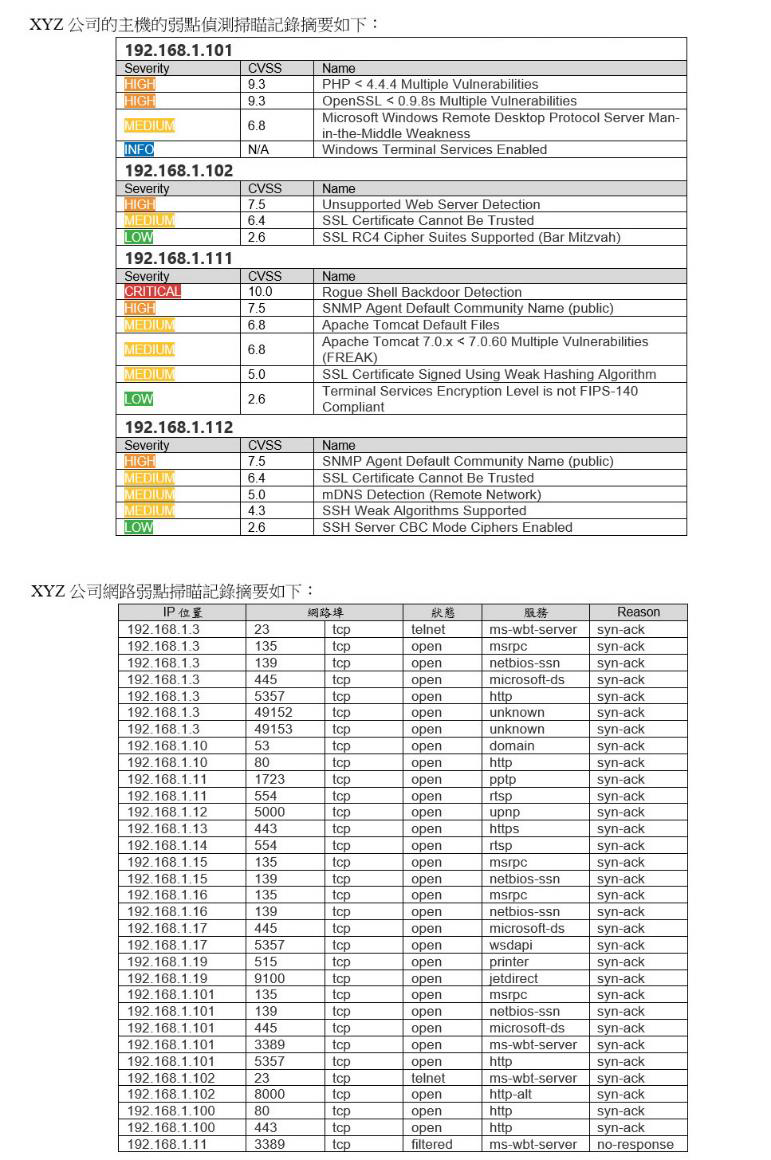 XYZ 公司的主機的弱點偵測掃瞄記錄摘要如下：
192.168.1.101
Severity CVSS Name
HIGH 9.3 PHP < 4.4.4 Multiple Vulnerabilities
HIGH 9.3 OpenSSL < 0.9.8s Multiple Vulnerabilities
MEDIUM 6.8 Microsoft Windows Remote Desktop Protocol Server Man-
in-the-Middle Weakness
INFO N/A Windows Terminal Services Enabled
192.168.1.102
Severity CVSS Name
HIGH 7.5 Unsupported Web Server Detection
MEDIUM 6.4 SSL Certificate Cannot Be Trusted
LOW 2.6 SSL RC4 Cipher Suites Supported (Bar Mitzvah)
192.168.1.111
Severity CVSS Name
CRITICAL 10.0 Rogue Shell Backdoor Detection
HIGH 7.5 SNMP Agent Default Community Name (public)
MEDIUM 6.8 Apache Tomcat Default Files
MEDIUM 6.8 Apache Tomcat 7.0.x < 7.0.60 Multiple Vulnerabilities
(FREAK)
MEDIUM 5.0 SSL Certificate Signed Using Weak Hashing Algorithm
LOW 2.6 Terminal Services Encryption Level is not FIPS-140
Compliant
192.168.1.112
Severity CVSS Name
HIGH 7.5 SNMP Agent Default Community Name (public)
MEDIUM 6.4 SSL Certificate Cannot Be Trusted
MEDIUM 5.0 mDNS Detection (Remote Network)
MEDIUM 4.3 SSH Weak Algorithms Supported
LOW 2.6 SSH Server CBC Mode Ciphers Enabled
XYZ 公司網路弱點掃瞄記錄摘要如下：
IP 位置 網路埠 狀態 服務 Reason
192.168.1.3 23 tcp telnet ms-wbt-server syn-ack
192.168.1.3 135 tcp open msrpc syn-ack
192.168.1.3 139 tcp open netbios-ssn syn-ack
192.168.1.3 445 tcp open microsoft-ds syn-ack
192.168.1.3 5357 tcp open http syn-ack
192.168.1.3 49152 tcp open unknown syn-ack
192.168.1.3 49153 tcp open unknown syn-ack
192.168.1.10 53 tcp open domain syn-ack
192.168.1.10 80 tcp open http syn-ack
192.168.1.11 1723 tcp open pptp syn-ack
192.168.1.11 554 tcp open rtsp syn-ack
192.168.1.12 5000 tcp open upnp syn-ack
192.168.1.13 443 tcp open https syn-ack
192.168.1.14 554 tcp open rtsp syn-ack
192.168.1.15 135 tcp open msrpc syn-ack
192.168.1.15 139 tcp open netbios-ssn syn-ack
192.168.1.16 135 tcp open msrpc syn-ack
192.168.1.16 139 tcp open netbios-ssn syn-ack
192.168.1.17 445 tcp open microsoft-ds syn-ack
192.168.1.17 5357 tcp open wsdapi syn-ack
192.168.1.19 515 tcp open printer syn-ack
192.168.1.19 9100 tcp open jetdirect syn-ack
192.168.1.101 135 tcp open msrpc syn-ack
192.168.1.101 139 tcp open netbios-ssn syn-ack
192.168.1.101 445 tcp open microsoft-ds syn-ack
192.168.1.101 3389 tcp open ms-wbt-server syn-ack
192.168.1.101 5357 tcp open http syn-ack
192.168.1.102 23 tcp telnet ms-wbt-server syn-ack
192.168.1.102 8000 tcp open http-alt syn-ack
192.168.1.100 80 tcp open http syn-ack
192.168.1.100 443 tcp open http syn-ack
192.168.1.11 3389 tcp filtered ms-wbt-server no-response